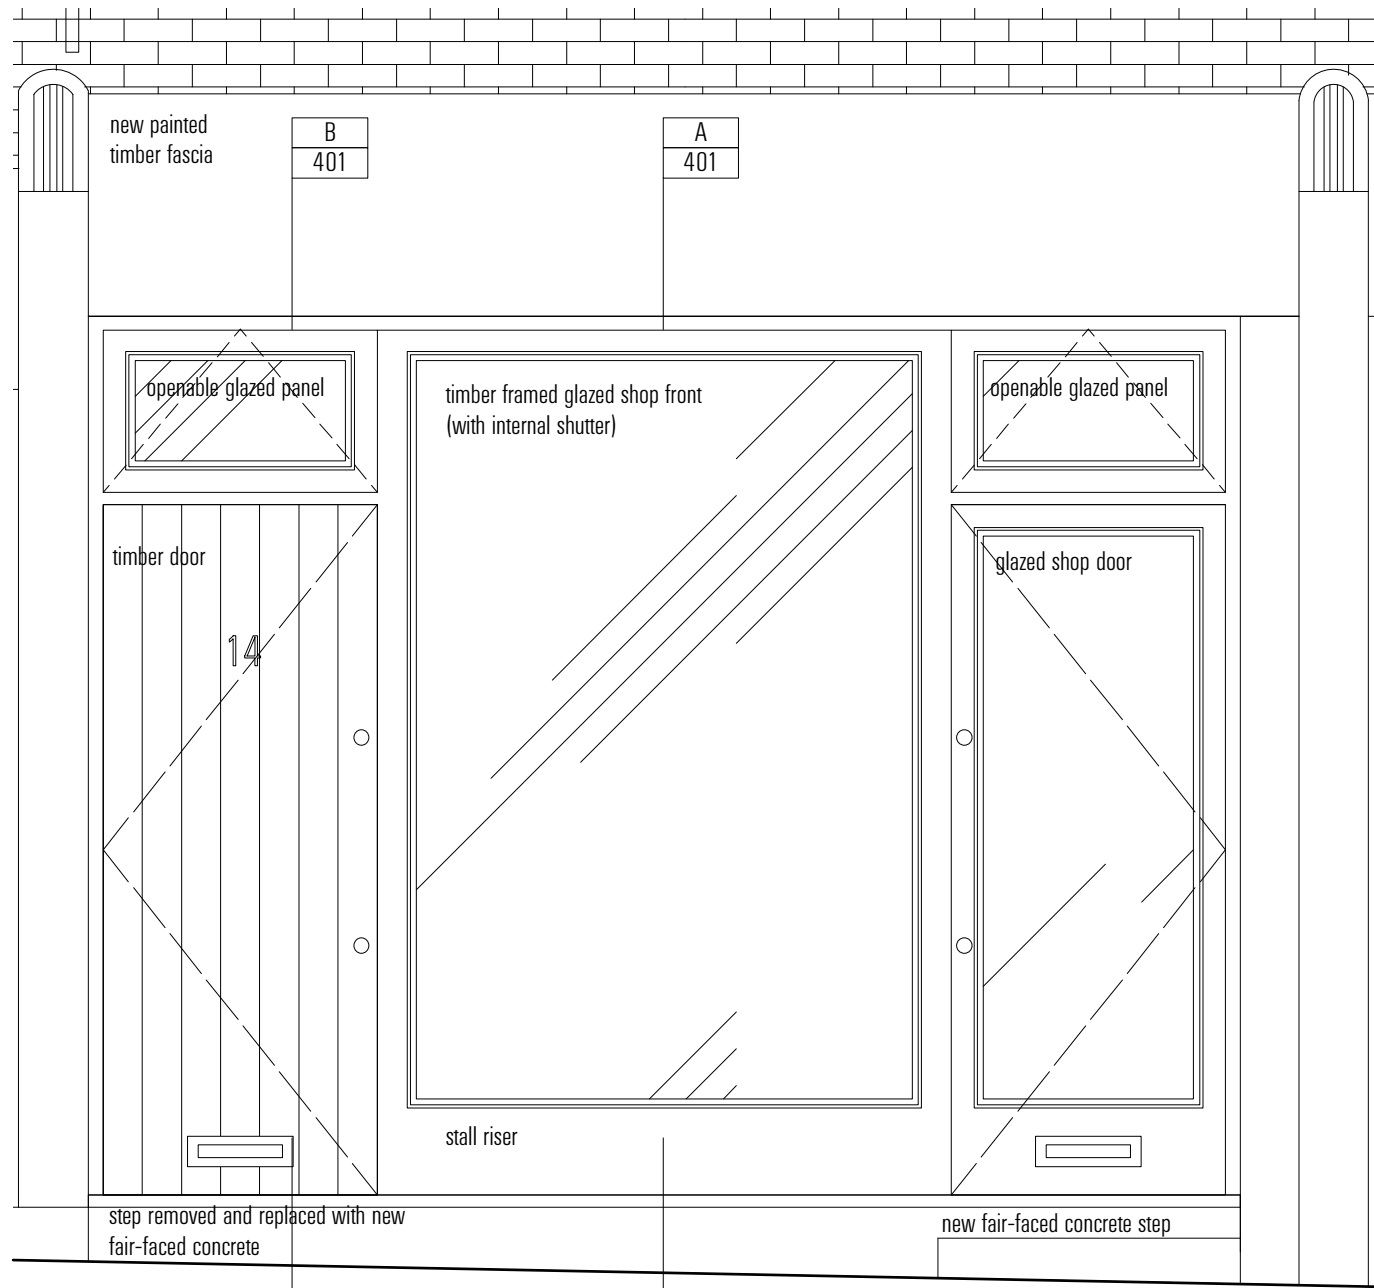 new painted
timber fascia
B
401
A
401
openable glazed panel
timber framed glazed shop front
(with internal shutter)
openable glazed panel
timber door
glazed shop door
14
stall riser
step removed and replaced with new
fair-faced concrete
new fair-faced concrete step